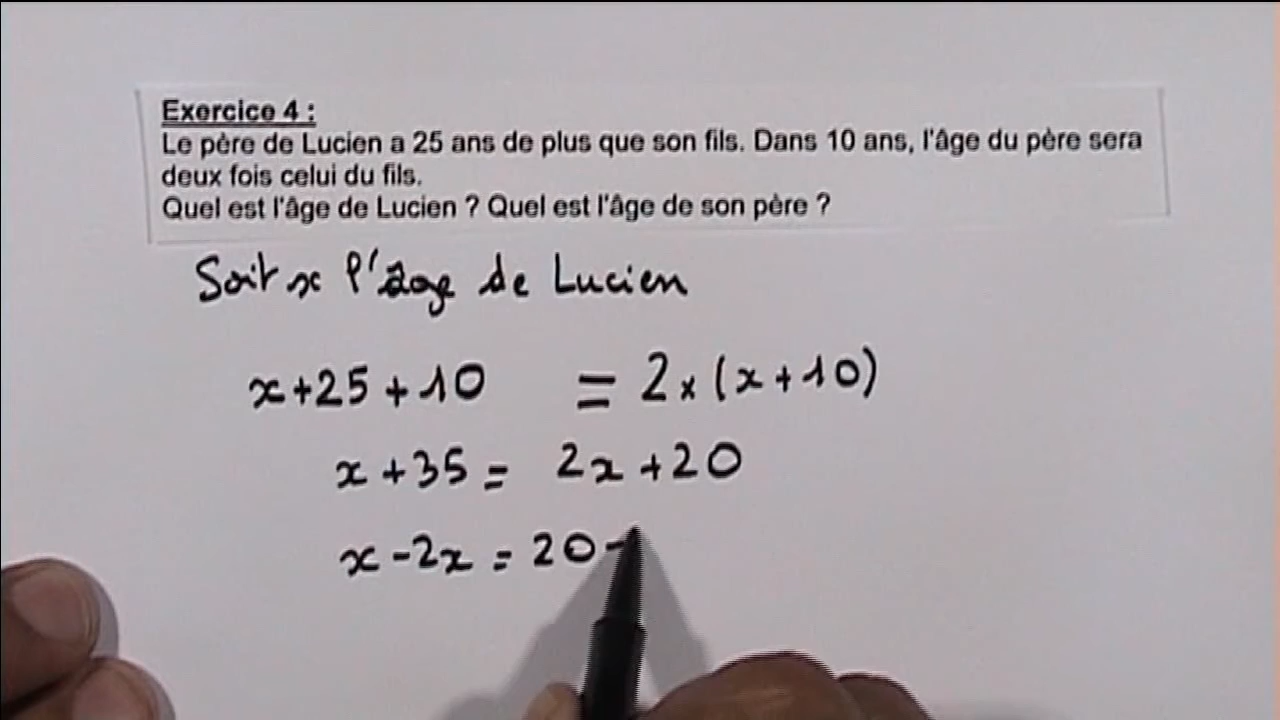 Exercice 4 :
Le père de Lucien a 25 ans de plus que son fils. Dans 10 ans, l'âge du père sera
deux fois celui du fils.
Quel est l'âge de Lucien ? Quel est l'âge de son père ?
Soit x l'âge de Lucien
x+25+10 = 2×(x+10)
x+35 = 2x+20
x-2x = 20-